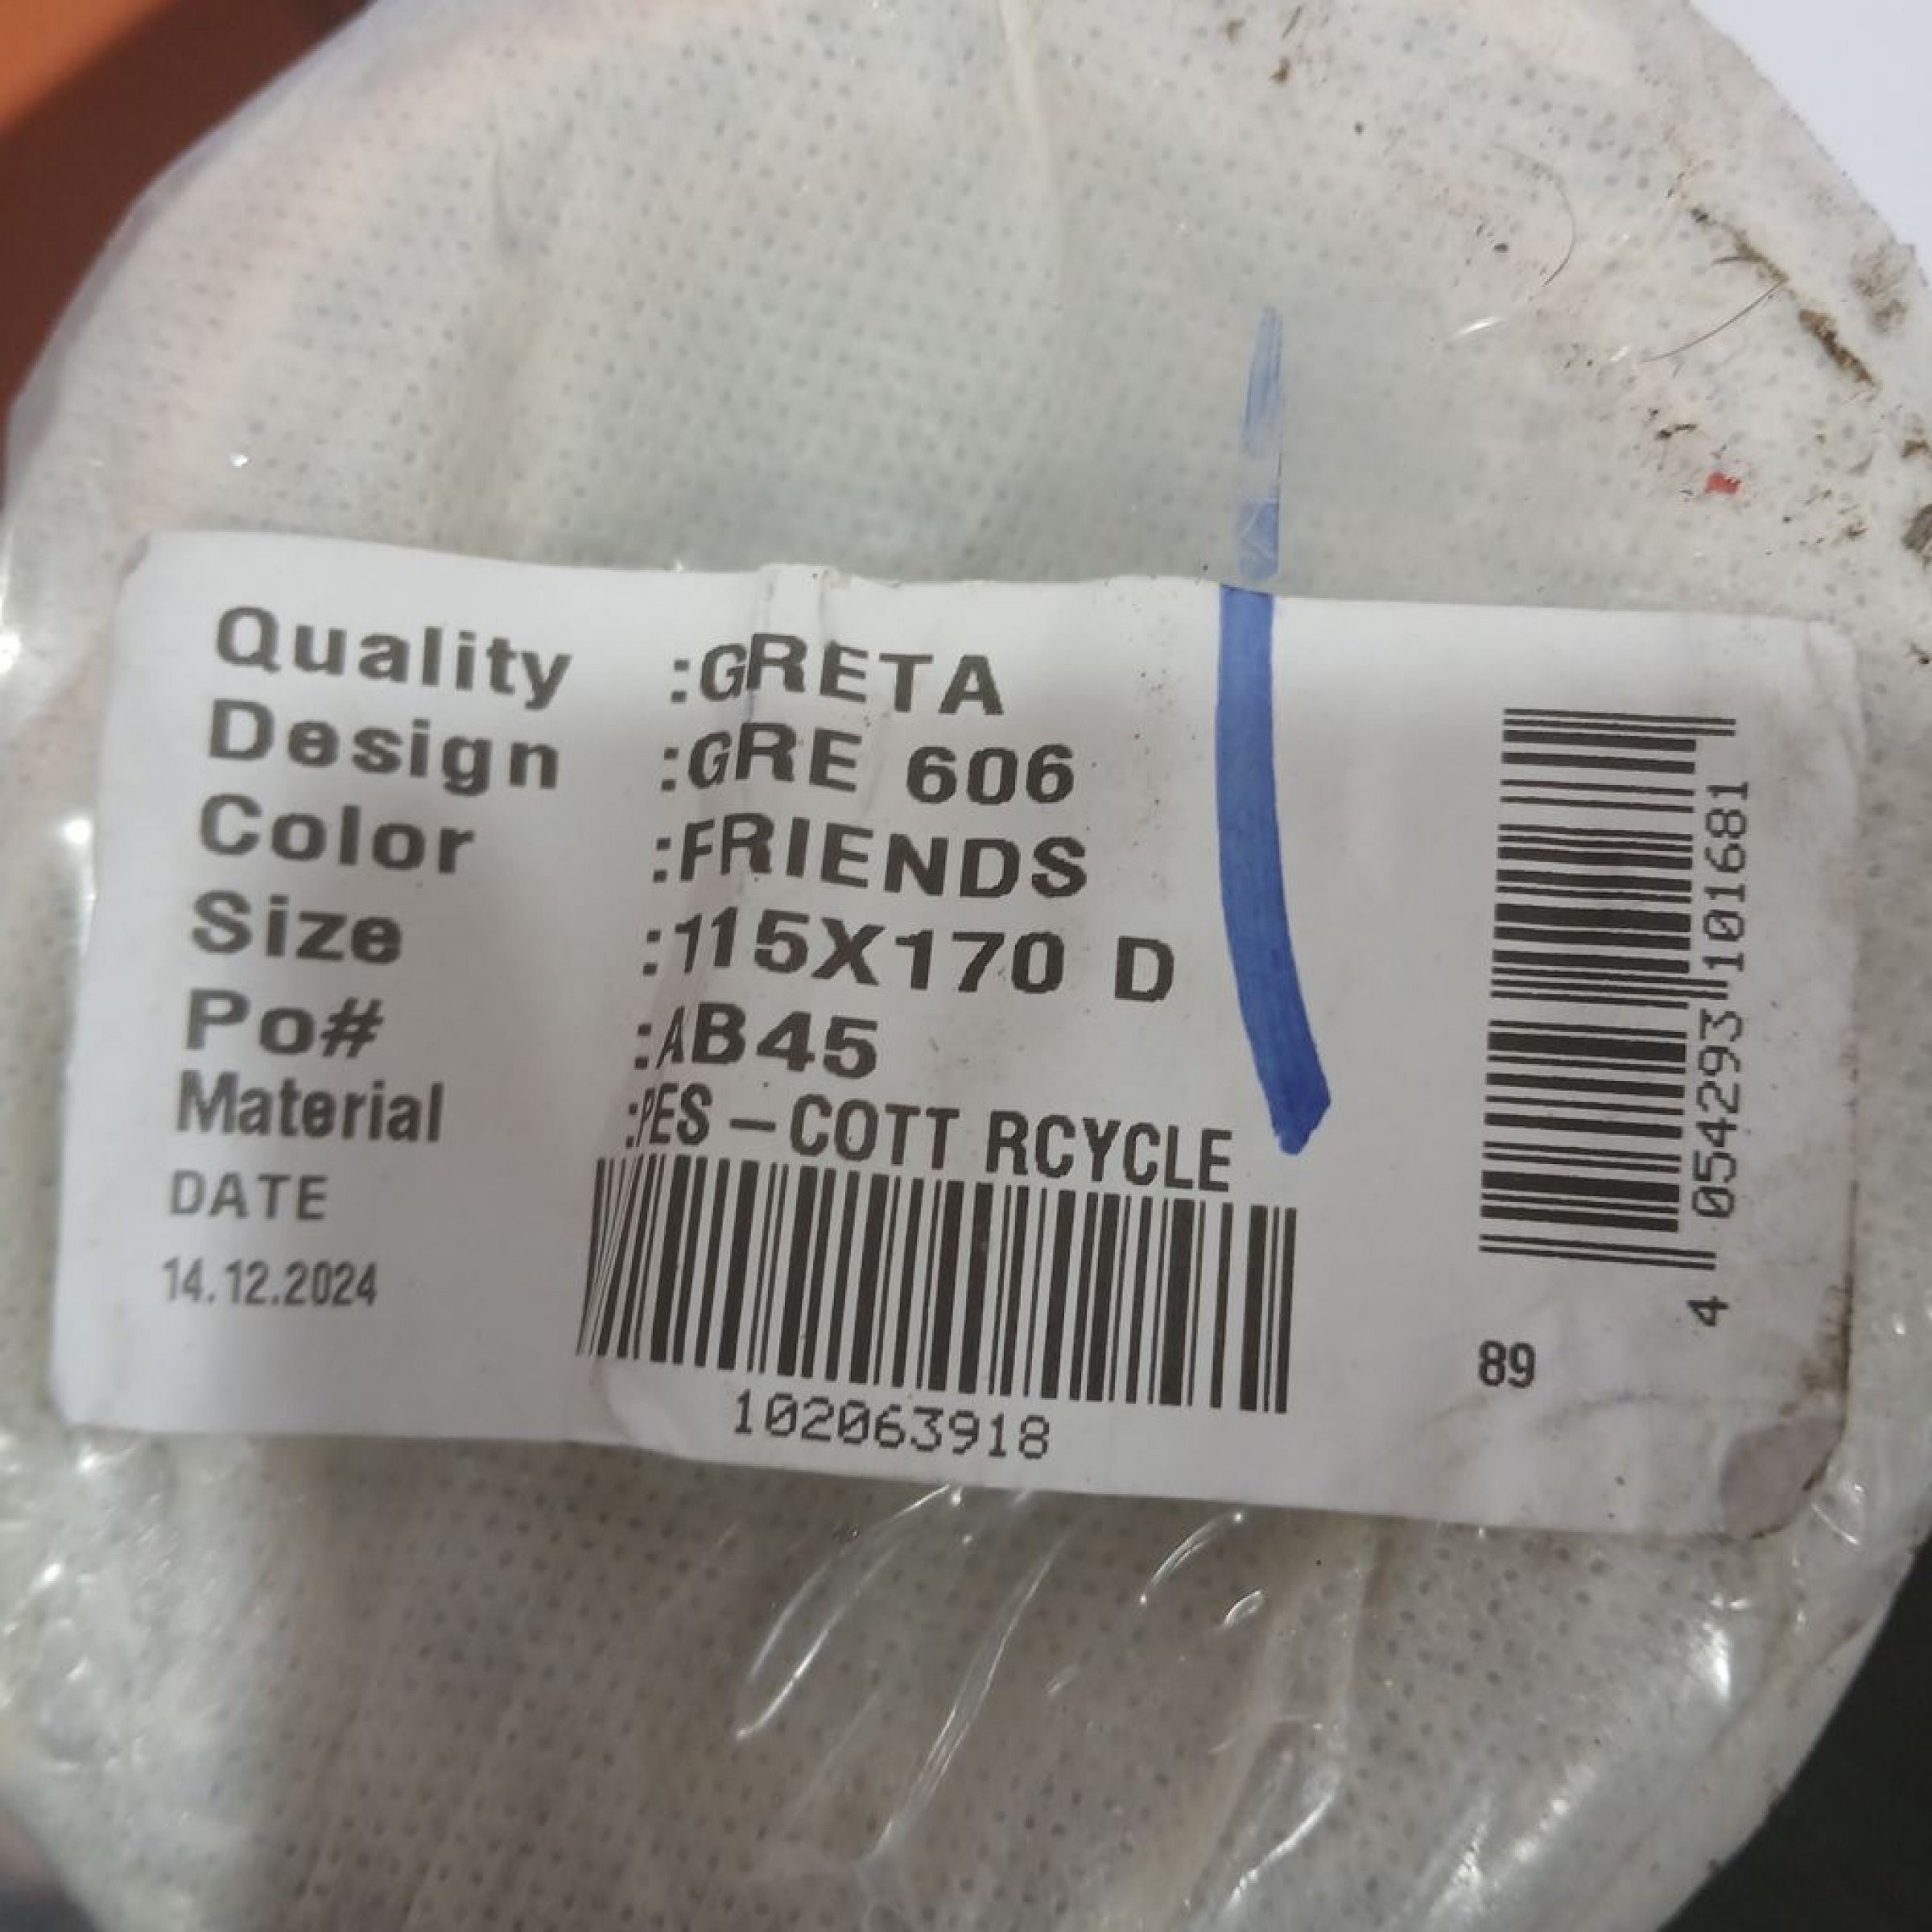 Quality :GRETA
Design :GRE 606
Color :FRIENDS
Size :115X170 D
Po# :AB45
Material :PES -COTT RCYCLE
DATE
14.12.2024
102063918
89
4 054293 101681